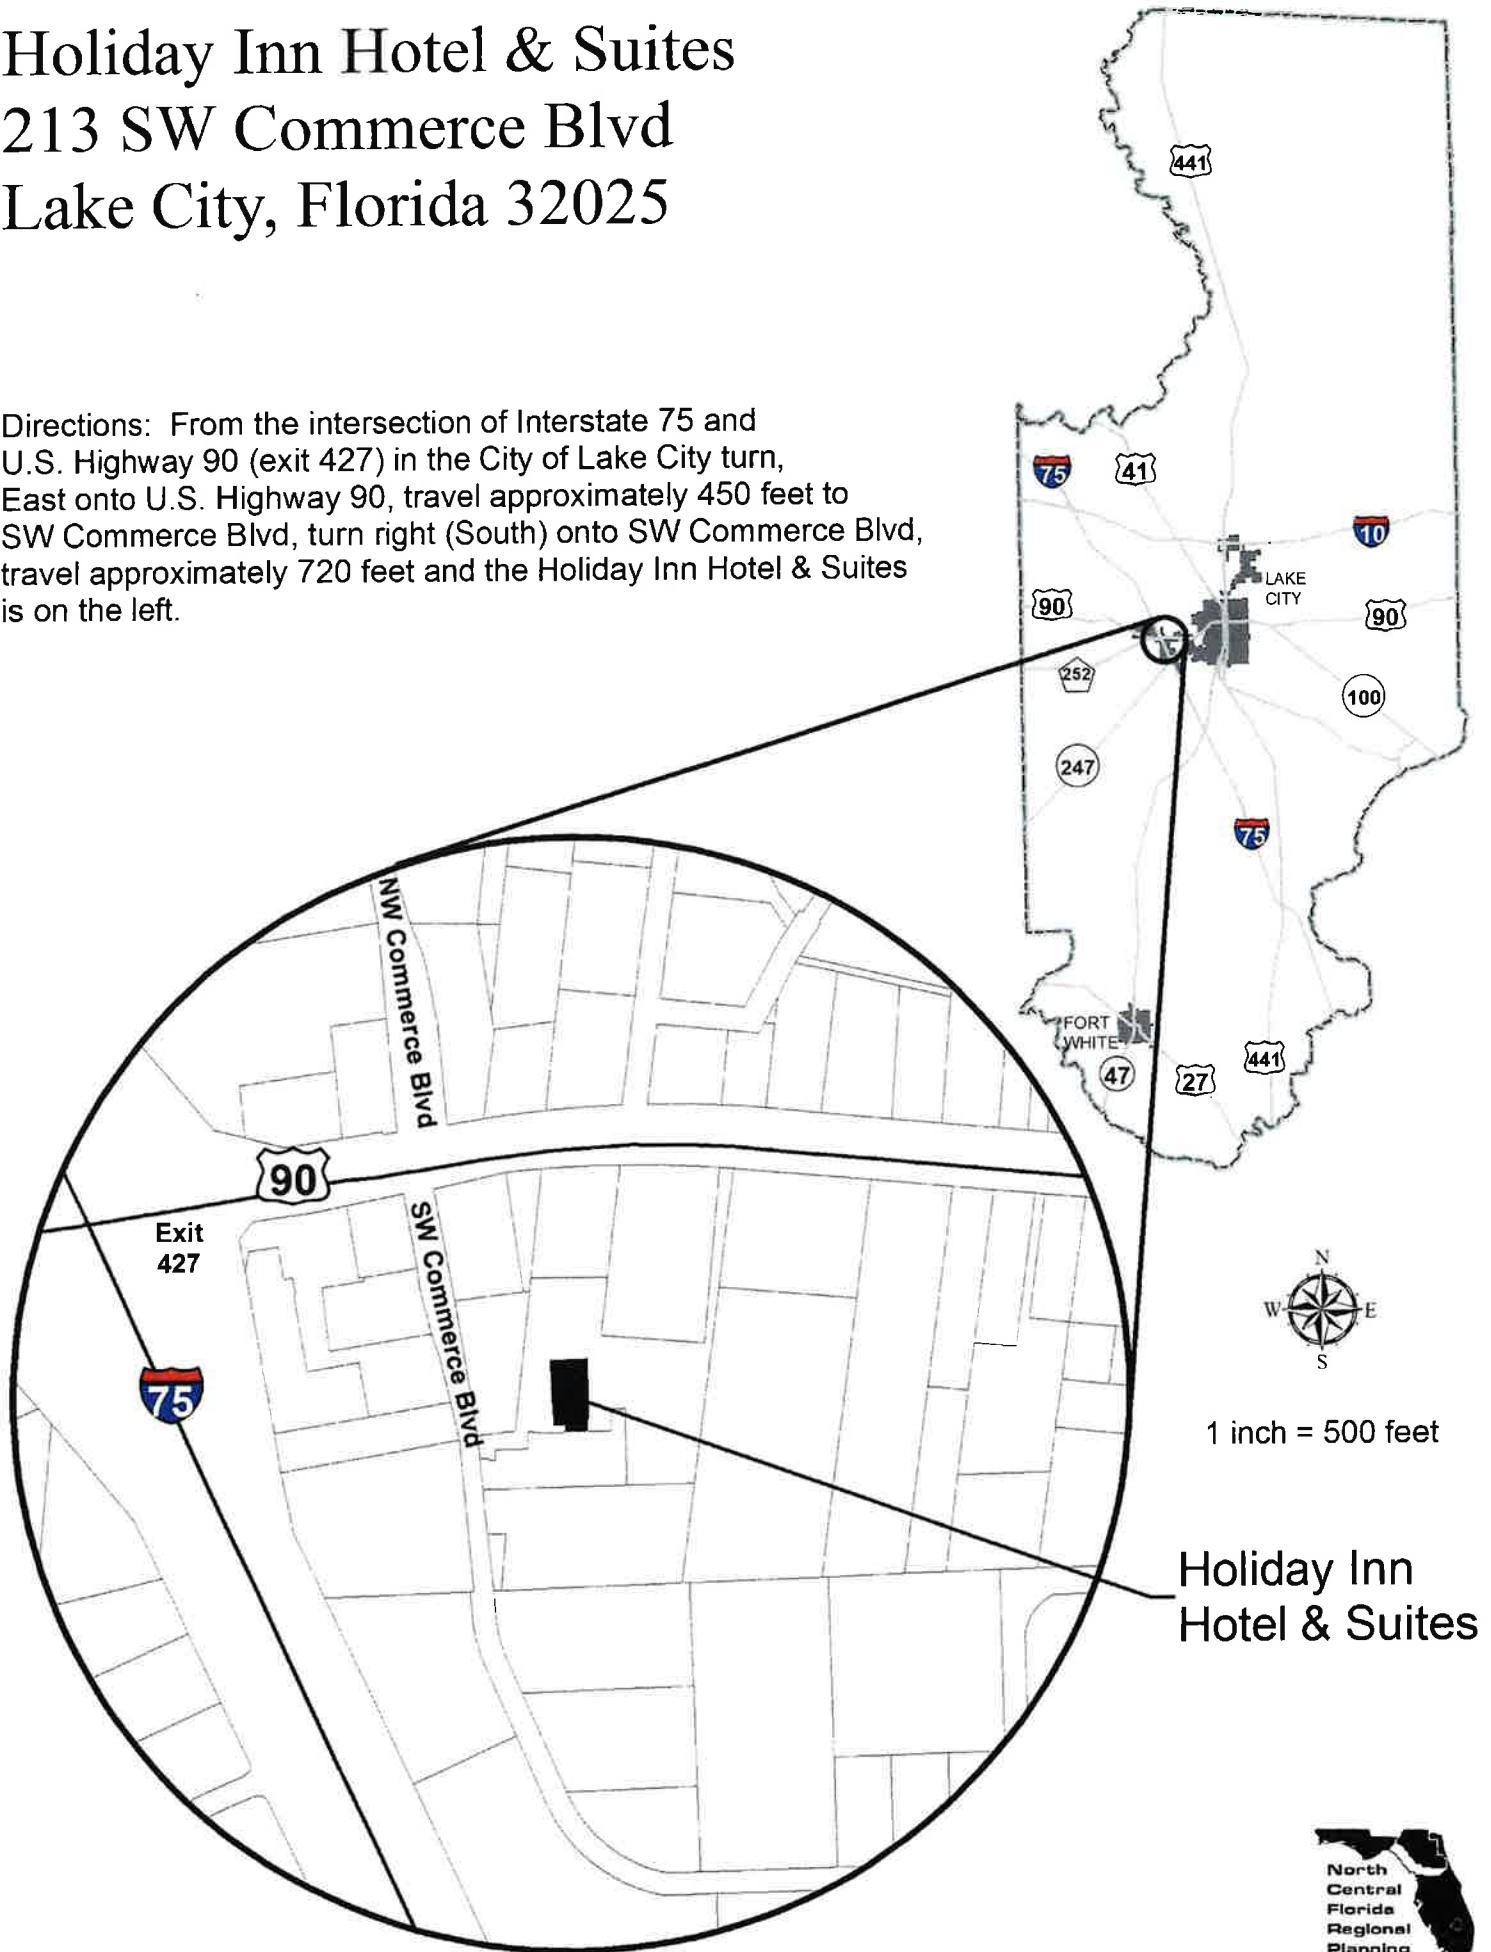 Holiday Inn Hotel & Suites
213 SW Commerce Blvd
Lake City, Florida 32025
Directions: From the intersection of Interstate 75 and
U.S. Highway 90 (exit 427) in the City of Lake City turn,
East onto U.S. Highway 90, travel approximately 450 feet to
SW Commerce Blvd, turn right (South) onto SW Commerce Blvd,
travel approximately 720 feet and the Holiday Inn Hotel & Suites
is on the left.
441
75
41
10
LAKE
CITY
90
90
252
100
247
75
FORT
WHITE
47
27
441
NW Commerce Blvd
90
Exit
427
SW Commerce Blvd
75
N
W
E
S
1 inch = 500 feet
Holiday Inn
Hotel & Suites
North
Central
Florida
Regional
Planning